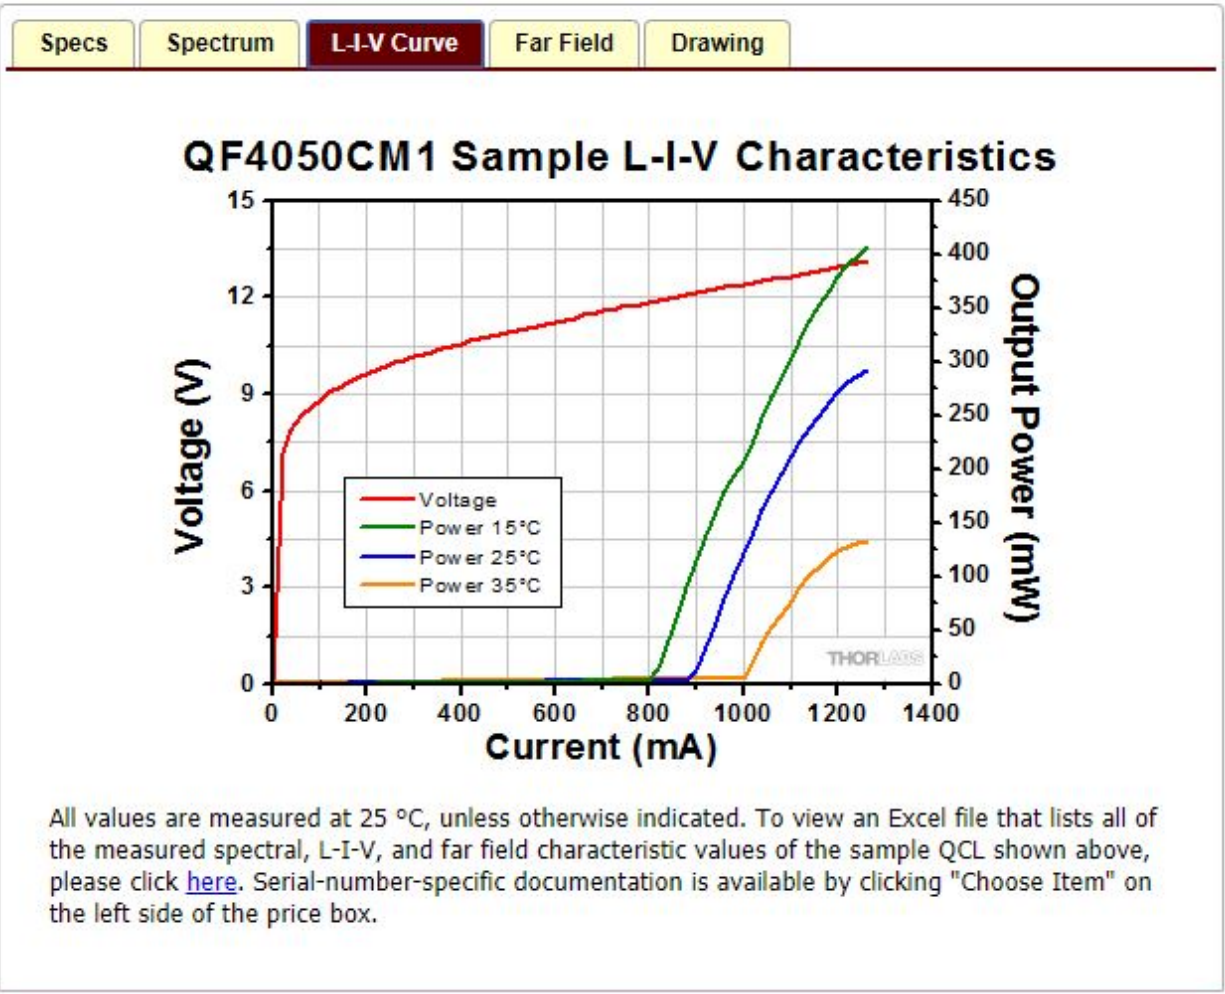 Specs Spectrum L-I-V Curve Far Field Drawing
QF4050CM1 Sample L-I-V Characteristics
15
12
9
6
3
0
Voltage (V)
450
400
350
300
250
200
150
100
50
0
Output Power (mW)
Voltage
Power 15°C
Power 25°C
Power 35°C
THORLABS
0 200 400 600 800 1000 1200 1400
Current (mA)
All values are measured at 25 °C, unless otherwise indicated. To view an Excel file that lists all of
the measured spectral, L-I-V, and far field characteristic values of the sample QCL shown above,
please click here. Serial-number-specific documentation is available by clicking "Choose Item" on
the left side of the price box.